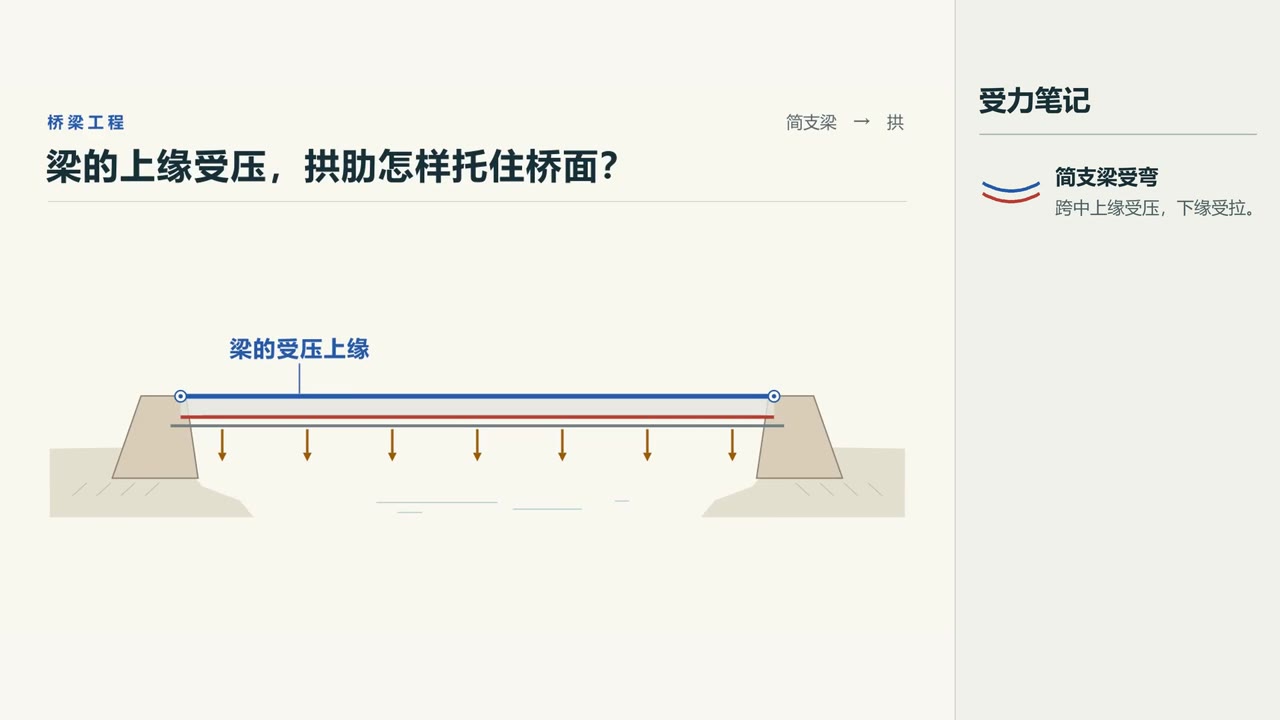 桥梁工程
简支梁 → 拱
梁的上缘受压，拱肋怎样托住桥面？
梁的受压上缘
受力笔记
简支梁受弯
跨中上缘受压，下缘受拉。